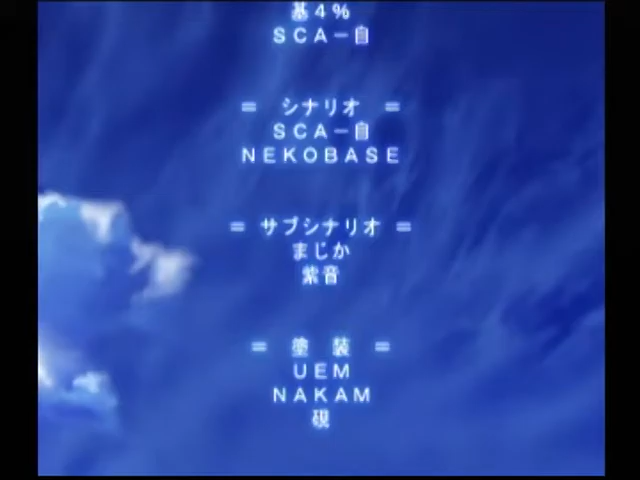 基4%
SCA－自
＝ シナリオ ＝
SCA－自
NEKOBASE
＝ サブシナリオ ＝
まじか
紫音
＝ 塗 装 ＝
UEM
NAKAM
硯